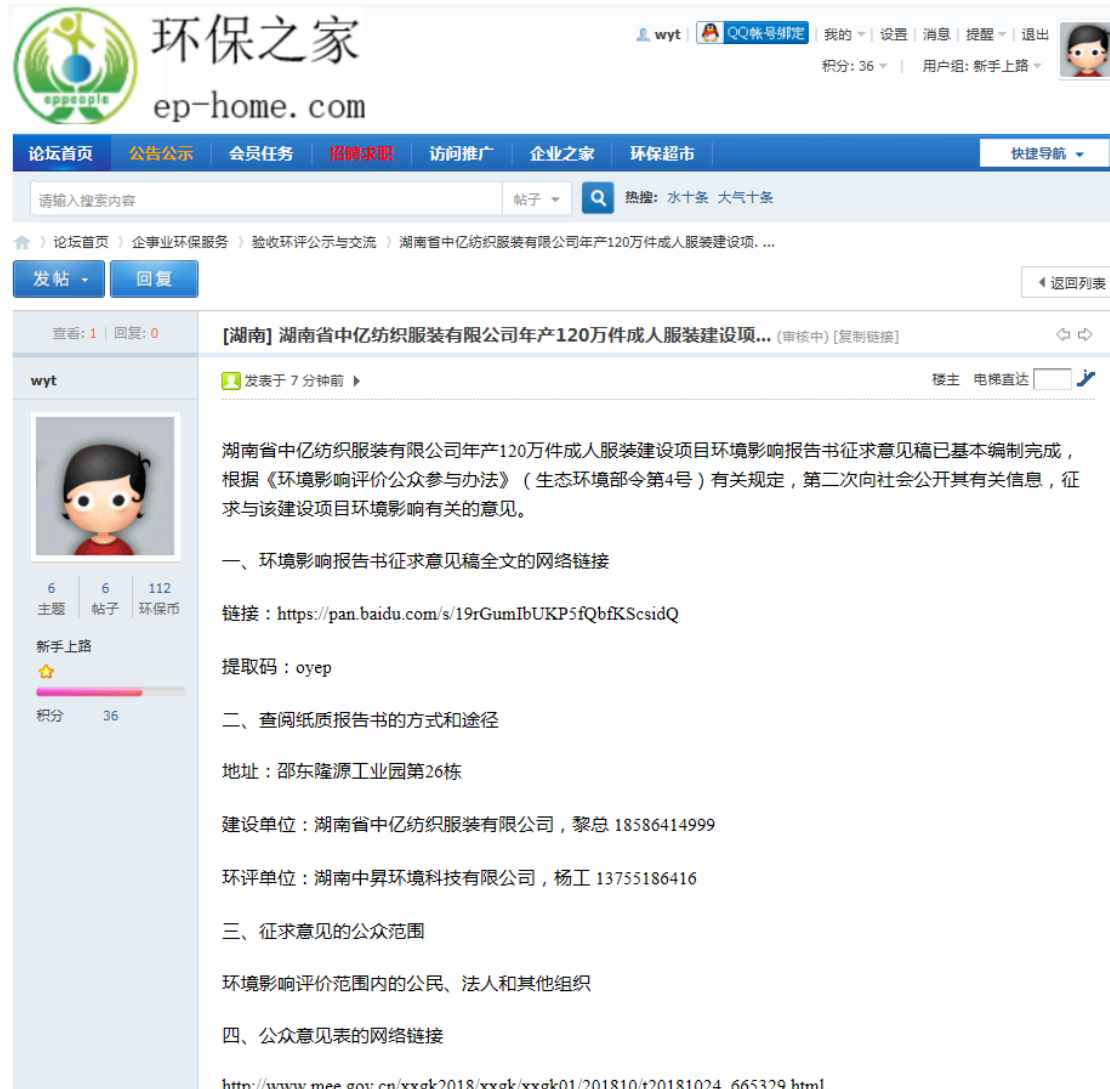 环保之家
eppeople
ep-home.com
wyt QQ帐号绑定 我的 设置 消息 提醒 退出
积分: 36 用户组: 新手上路
论坛首页 公告公示 会员任务 招聘求职 访问推广 企业之家 环保超市 快捷导航
请输入搜索内容 帖子 热搜: 水十条 大气十条
〉论坛首页 〉企事业环保服务 〉验收环评公示与交流 〉湖南省中亿纺织服装有限公司年产120万件成人服装建设项. ...
发帖 回复 返回列表
查看: 1 | 回复: 0 [湖南] 湖南省中亿纺织服装有限公司年产120万件成人服装建设项... (审核中) [复制链接]
wyt 发表于 7 分钟前 楼主 电梯直达
湖南省中亿纺织服装有限公司年产120万件成人服装建设项目环境影响报告书征求意见稿已基本编制完成，
根据《环境影响评价公众参与办法》（生态环境部令第4号）有关规定，第二次向社会公开其有关信息，征
求与该建设项目环境影响有关的意见。
一、环境影响报告书征求意见稿全文的网络链接
6 6 112
主题 帖子 环保币
链接：https://pan.baidu.com/s/19rGumIbUKP5fQbfKScsidQ
新手上路
提取码：oyep
积分 36
二、查阅纸质报告书的方式和途径
地址：邵东隆源工业园第26栋
建设单位：湖南省中亿纺织服装有限公司，黎总 18586414999
环评单位：湖南中昇环境科技有限公司，杨工 13755186416
三、征求意见的公众范围
环境影响评价范围内的公民、法人和其他组织
四、公众意见表的网络链接
http://www.mee.gov.cn/xxgk2018/xxgk/xxgk01/201810/t20181024_665329.html